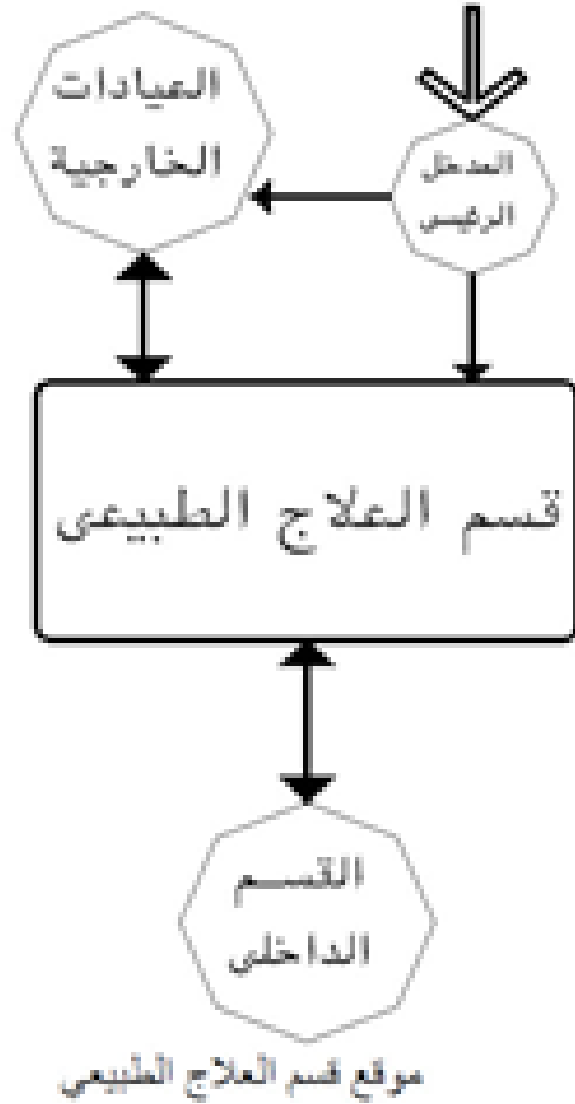 المدخل
الرئيسي
العيادات
الخارجية
قسم العلاج الطبيعى
القسم
الداخلى
موقع قسم العلاج الطبيعي